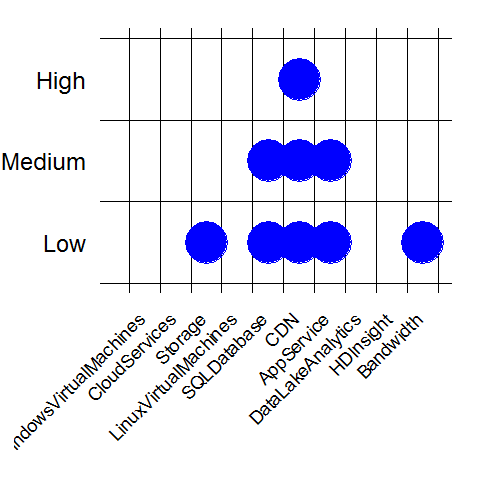 High
Medium
Low
ndowsVirtualMachines
CloudServices
Storage
LinuxVirtualMachines
SQLDatabase
CDN
AppService
DataLakeAnalytics
HDInsight
Bandwidth